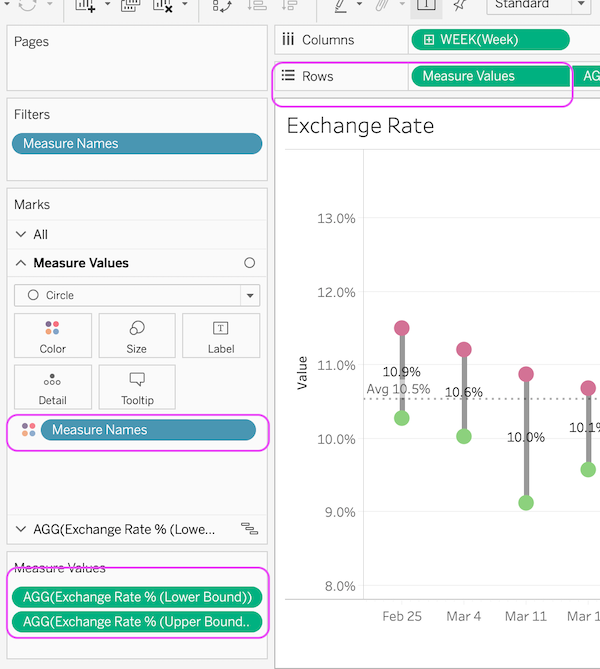 Standard
Pages
Columns
WEEK(Week)
Rows
Measure Values
AG
Filters
Measure Names
Exchange Rate
Marks
All
Measure Values
Circle
Color
Size
Label
Detail
Tooltip
Measure Names
AGG(Exchange Rate % (Lowe...
Measure Values
AGG(Exchange Rate % (Lower Bound))
AGG(Exchange Rate % (Upper Bound..
Value
13.0%
12.0%
11.0%
10.0%
9.0%
8.0%
10.9%
Avg 10.5%
10.6%
10.0%
10.1%
Feb 25
Mar 4
Mar 11
Mar 1